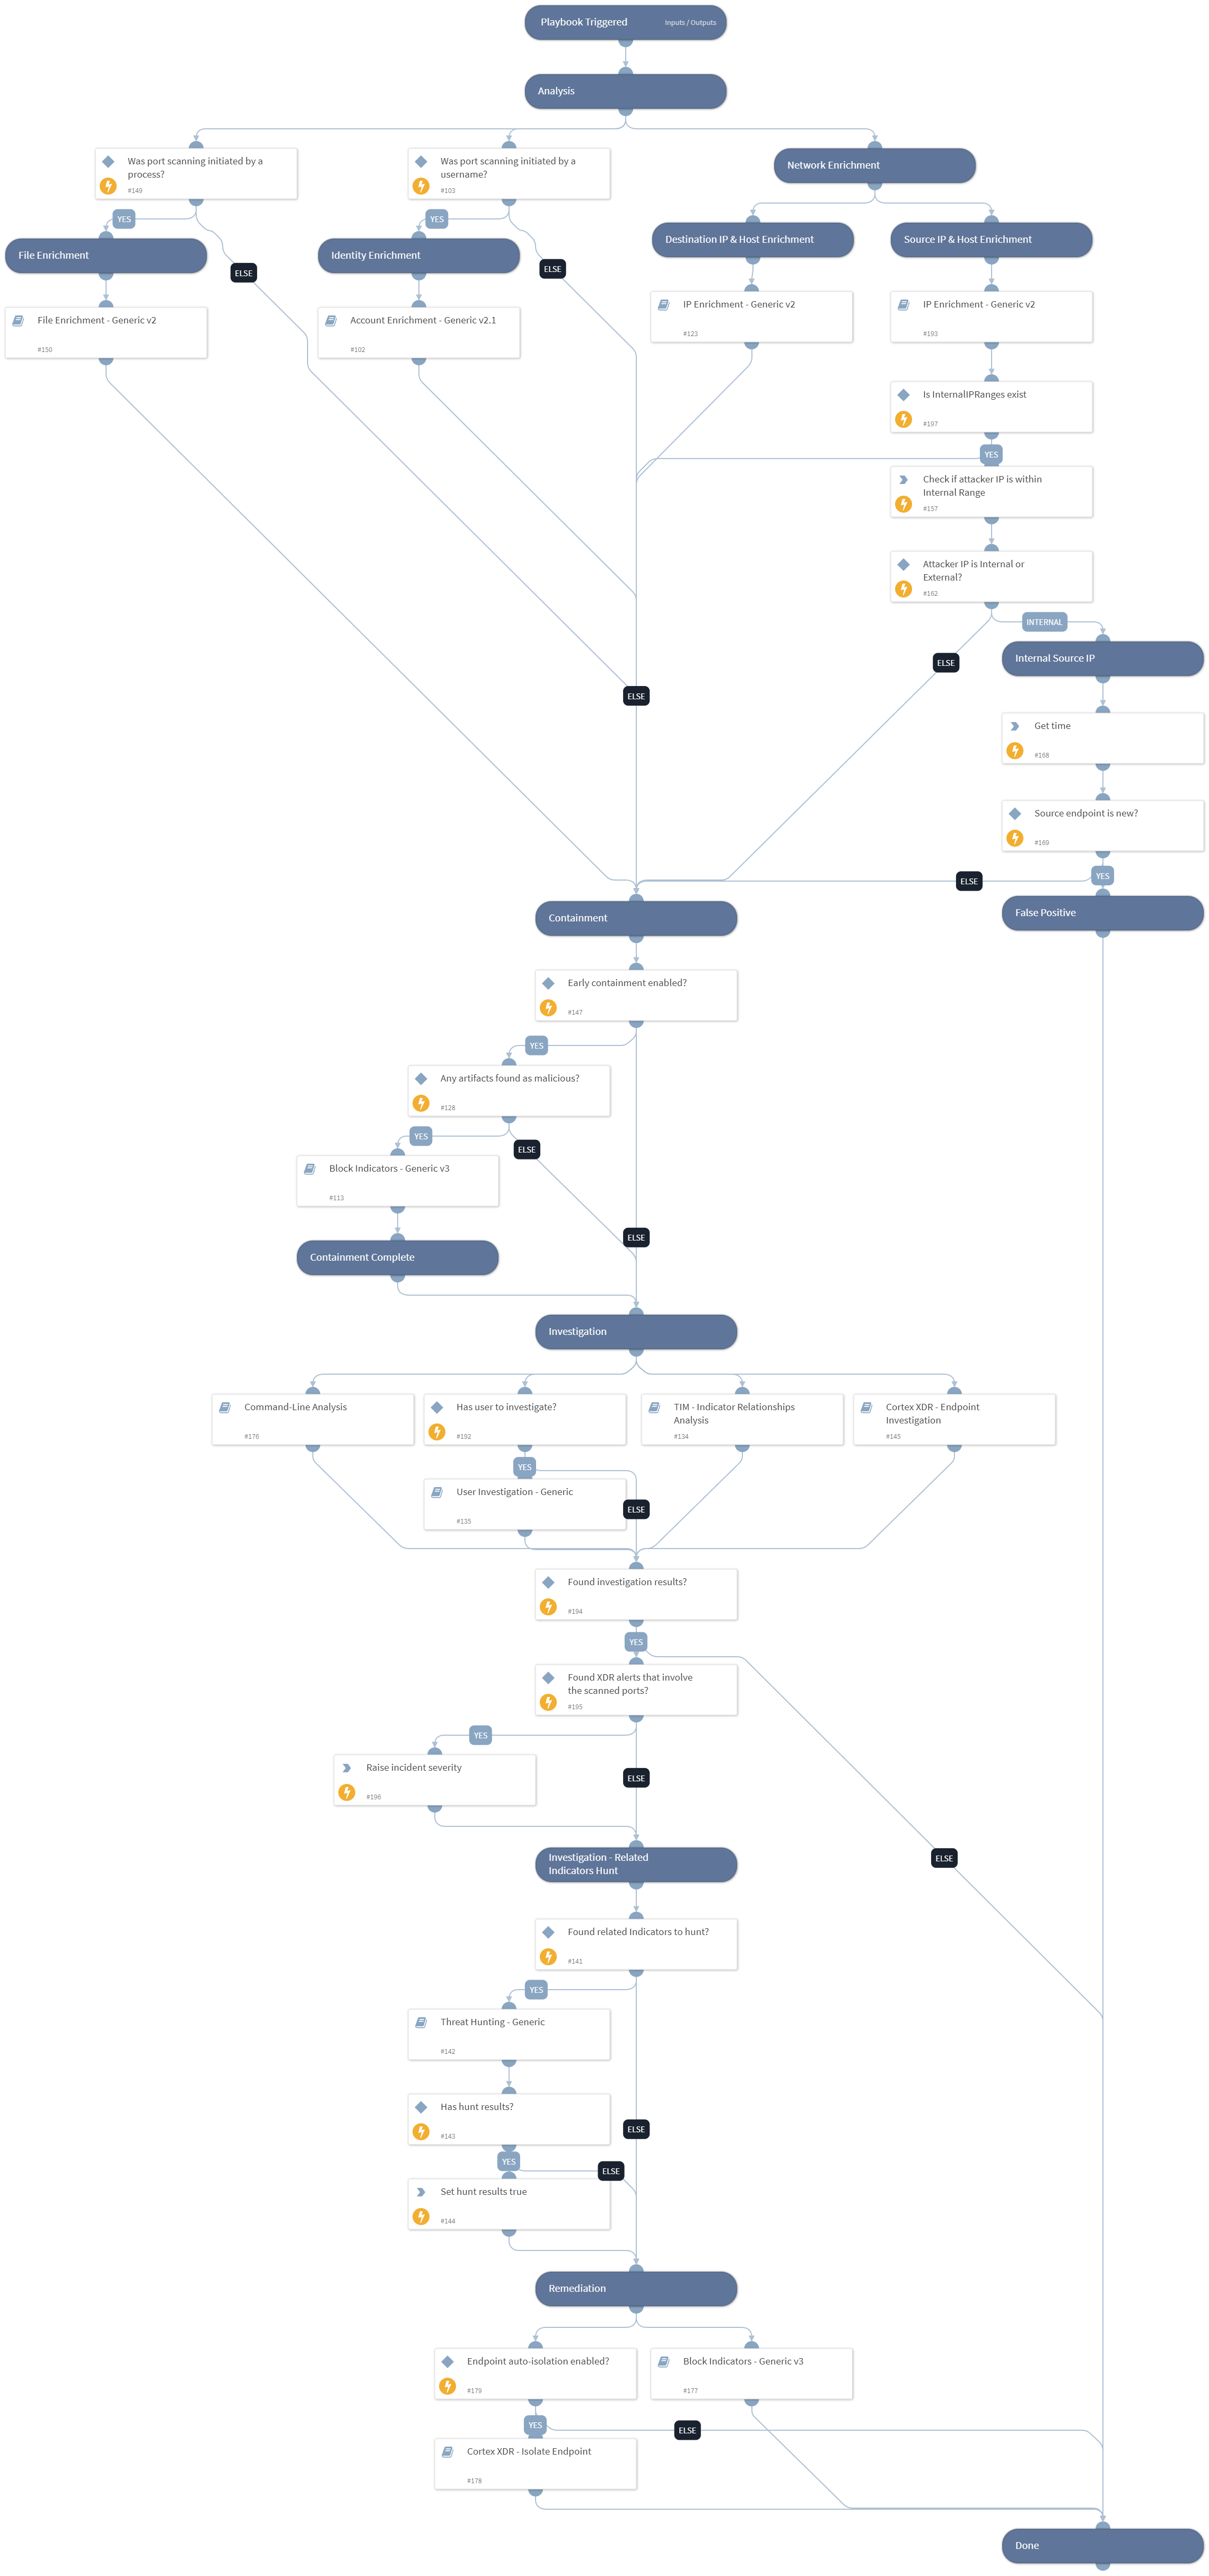 Playbook Triggered
Inputs / Outputs
Analysis
Was port scanning initiated by a
process?
#149
Was port scanning initiated by a
username?
#103
Network Enrichment
YES
YES
File Enrichment
ELSE
Identity Enrichment
ELSE
Destination IP & Host Enrichment
Source IP & Host Enrichment
File Enrichment - Generic v2
#150
Account Enrichment - Generic v2.1
#102
IP Enrichment - Generic v2
#123
IP Enrichment - Generic v2
#193
Is InternalIPRanges exist
#197
YES
Check if attacker IP is within
Internal Range
#157
Attacker IP is Internal or
External?
#162
INTERNAL
ELSE
Internal Source IP
ELSE
Get time
#168
Source endpoint is new?
#169
YES
ELSE
Containment
False Positive
Early containment enabled?
#147
YES
Any artifacts found as malicious?
#128
YES
ELSE
Block Indicators - Generic v3
#113
ELSE
Containment Complete
Investigation
Command-Line Analysis
#176
Has user to investigate?
#192
TIM - Indicator Relationships
Analysis
#134
Cortex XDR - Endpoint
Investigation
#145
YES
User Investigation - Generic
#135
ELSE
Found investigation results?
#194
YES
Found XDR alerts that involve
the scanned ports?
#195
YES
Raise incident severity
#196
ELSE
Investigation - Related
Indicators Hunt
ELSE
Found related Indicators to hunt?
#141
YES
Threat Hunting - Generic
#142
Has hunt results?
#143
ELSE
YES
ELSE
Set hunt results true
#144
Remediation
Endpoint auto-isolation enabled?
#179
Block Indicators - Generic v3
#177
YES
ELSE
Cortex XDR - Isolate Endpoint
#178
Done